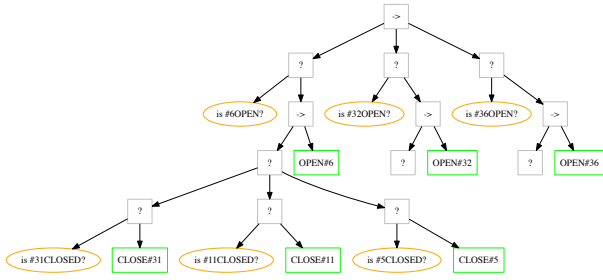 ->
? ? ?
is #6OPEN? -> is #32OPEN? -> is #36OPEN? ->
? OPEN#6 ? OPEN#32 ? OPEN#36
? ? ?
is #31CLOSED? CLOSE#31 is #11CLOSED? CLOSE#11 is #5CLOSED? CLOSE#5